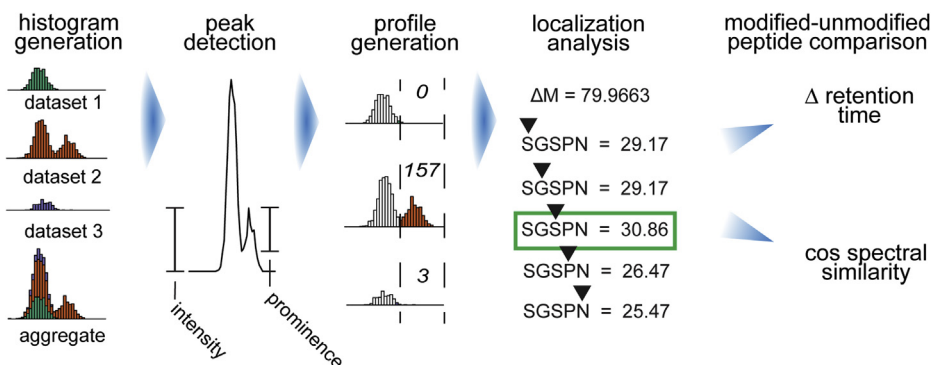 histogram
generation
dataset 1
dataset 2
dataset 3
aggregate
peak
detection
intensity
prominence
profile
generation
0
157
3
localization
analysis
ΔM = 79.9663
SGSPN = 29.17
SGSPN = 29.17
SGSPN = 30.86
SGSPN = 26.47
SGSPN = 25.47
modified-unmodified
peptide comparison
Δ retention
time
cos spectral
similarity